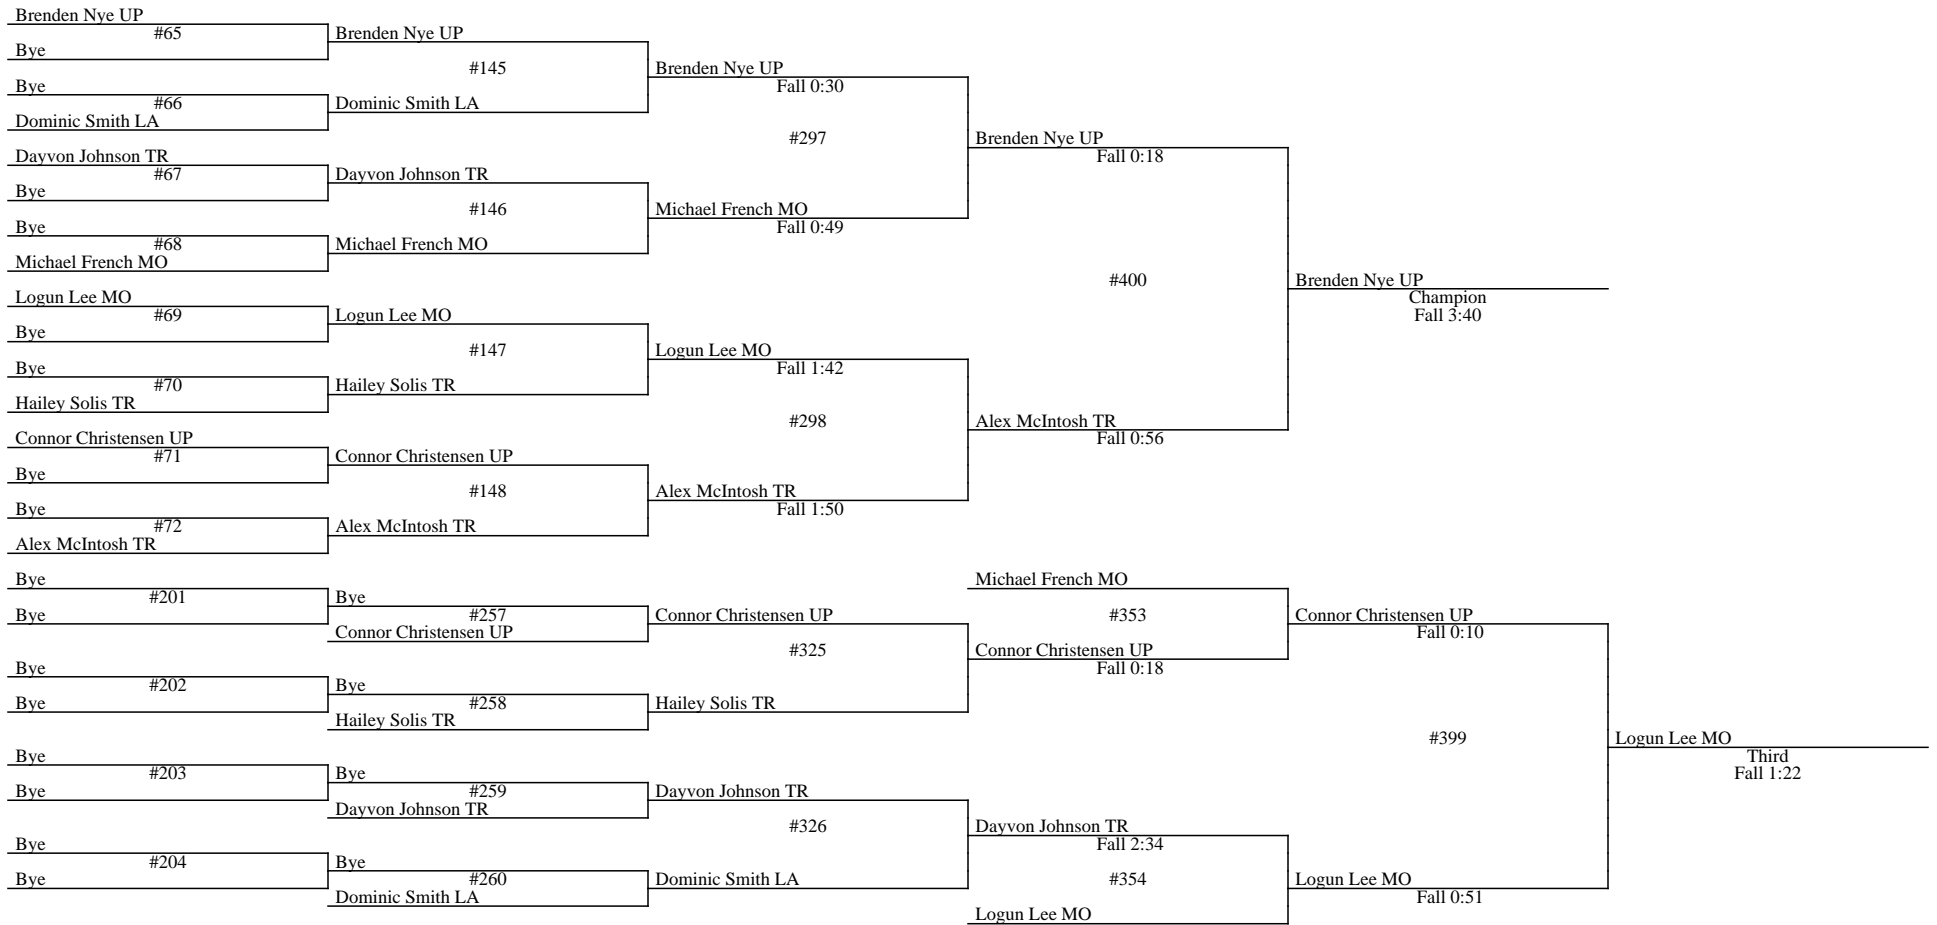 Brenden Nye UP
#65
Bye
Bye
#66
Dominic Smith LA
Dayvon Johnson TR
#67
Bye
Bye
#68
Michael French MO
Logun Lee MO
#69
Bye
Bye
#70
Hailey Solis TR
Connor Christensen UP
#71
Bye
Bye
#72
Alex McIntosh TR
Brenden Nye UP
#145
Dominic Smith LA
Dayvon Johnson TR
#146
Michael French MO
Logun Lee MO
#147
Hailey Solis TR
Connor Christensen UP
#148
Alex McIntosh TR
Brenden Nye UP
Fall 0:30
#297
Michael French MO
Fall 0:49
Logun Lee MO
Fall 1:42
#298
Alex McIntosh TR
Fall 1:50
Brenden Nye UP
Fall 0:18
#400
Alex McIntosh TR
Fall 0:56
Brenden Nye UP
Champion
Fall 3:40
Bye
#201
Bye
Bye
#202
Bye
Bye
#203
Bye
Bye
#204
Bye
Bye
#257
Connor Christensen UP
Bye
#258
Hailey Solis TR
Bye
#259
Dayvon Johnson TR
Bye
#260
Dominic Smith LA
Connor Christensen UP
#325
Hailey Solis TR
Dayvon Johnson TR
#326
Dominic Smith LA
Michael French MO
#353
Connor Christensen UP
Fall 0:18
Dayvon Johnson TR
Fall 2:34
#354
Logun Lee MO
Connor Christensen UP
Fall 0:10
#399
Logun Lee MO
Fall 0:51
Logun Lee MO
Third
Fall 1:22